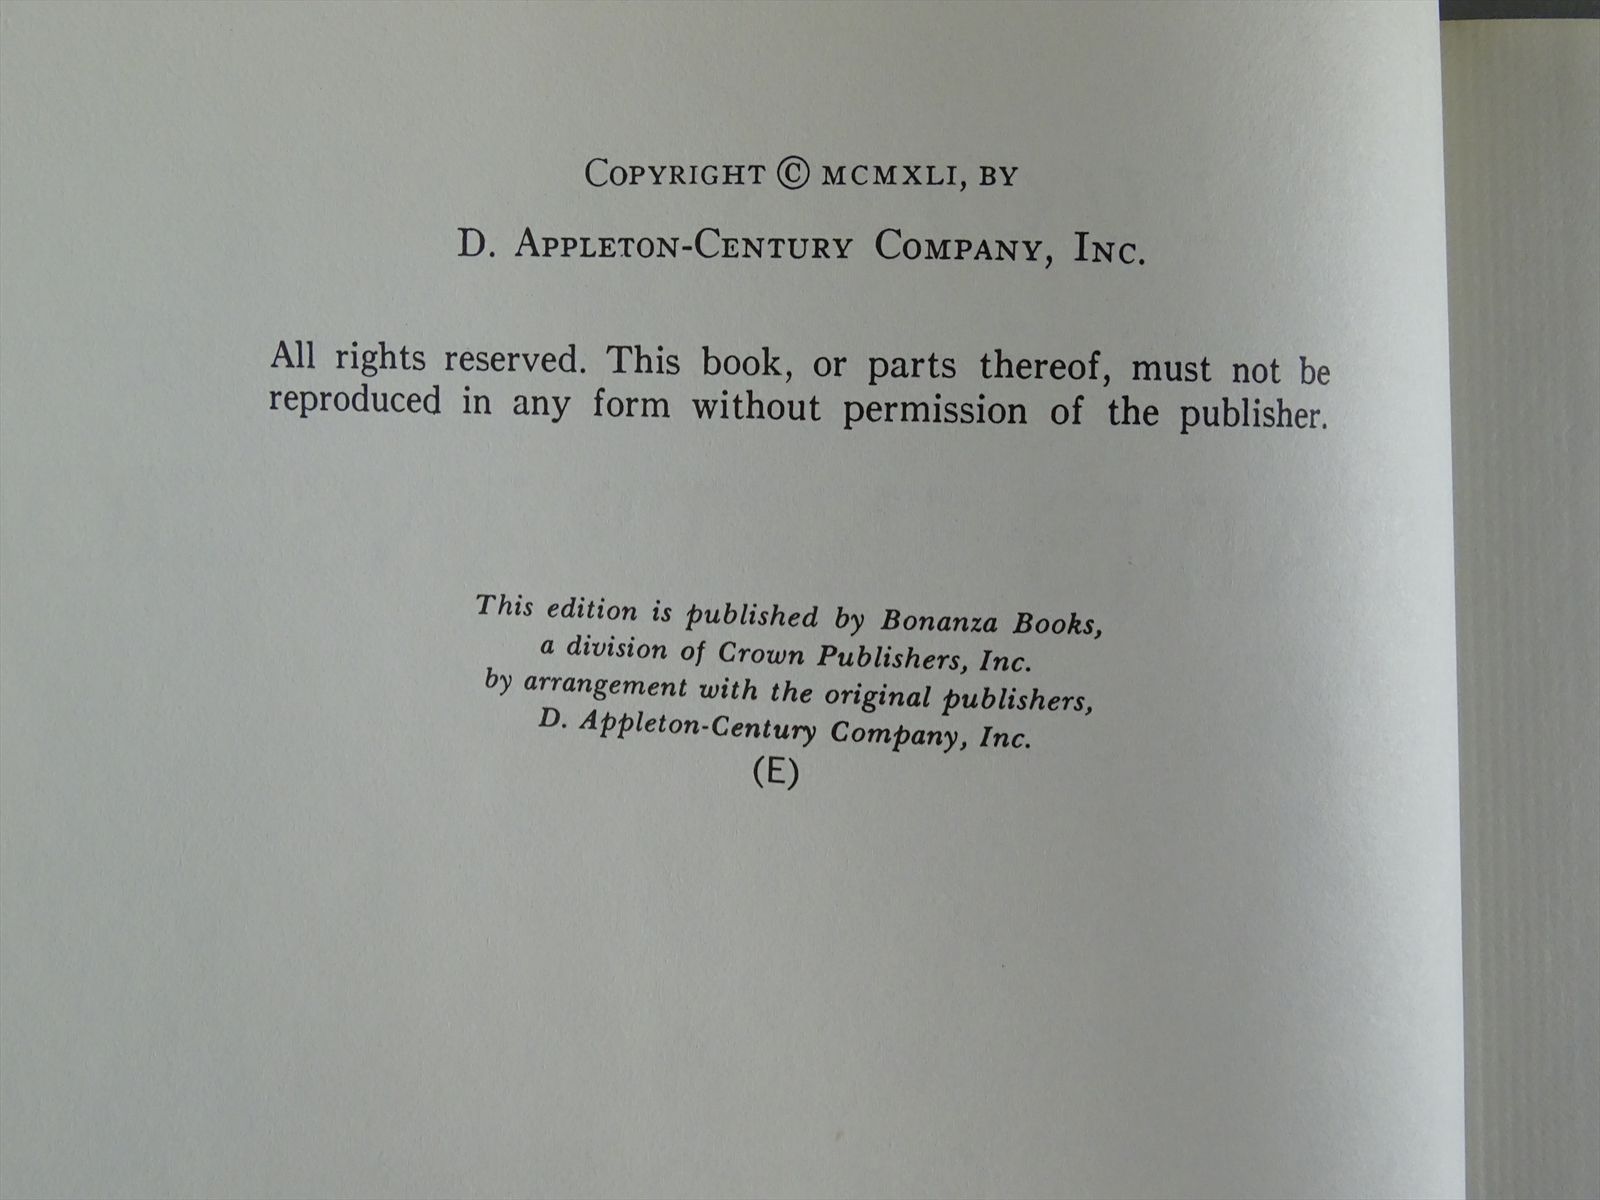 COPYRIGHT © MCMXLI, BY
D. APPLETON-CENTURY COMPANY, INC.
All rights reserved. This book, or parts thereof, must not be
reproduced in any form without permission of the publisher.
This edition is published by Bonanza Books,
a division of Crown Publishers, Inc.
by arrangement with the original publishers,
D. Appleton-Century Company, Inc.
(E)